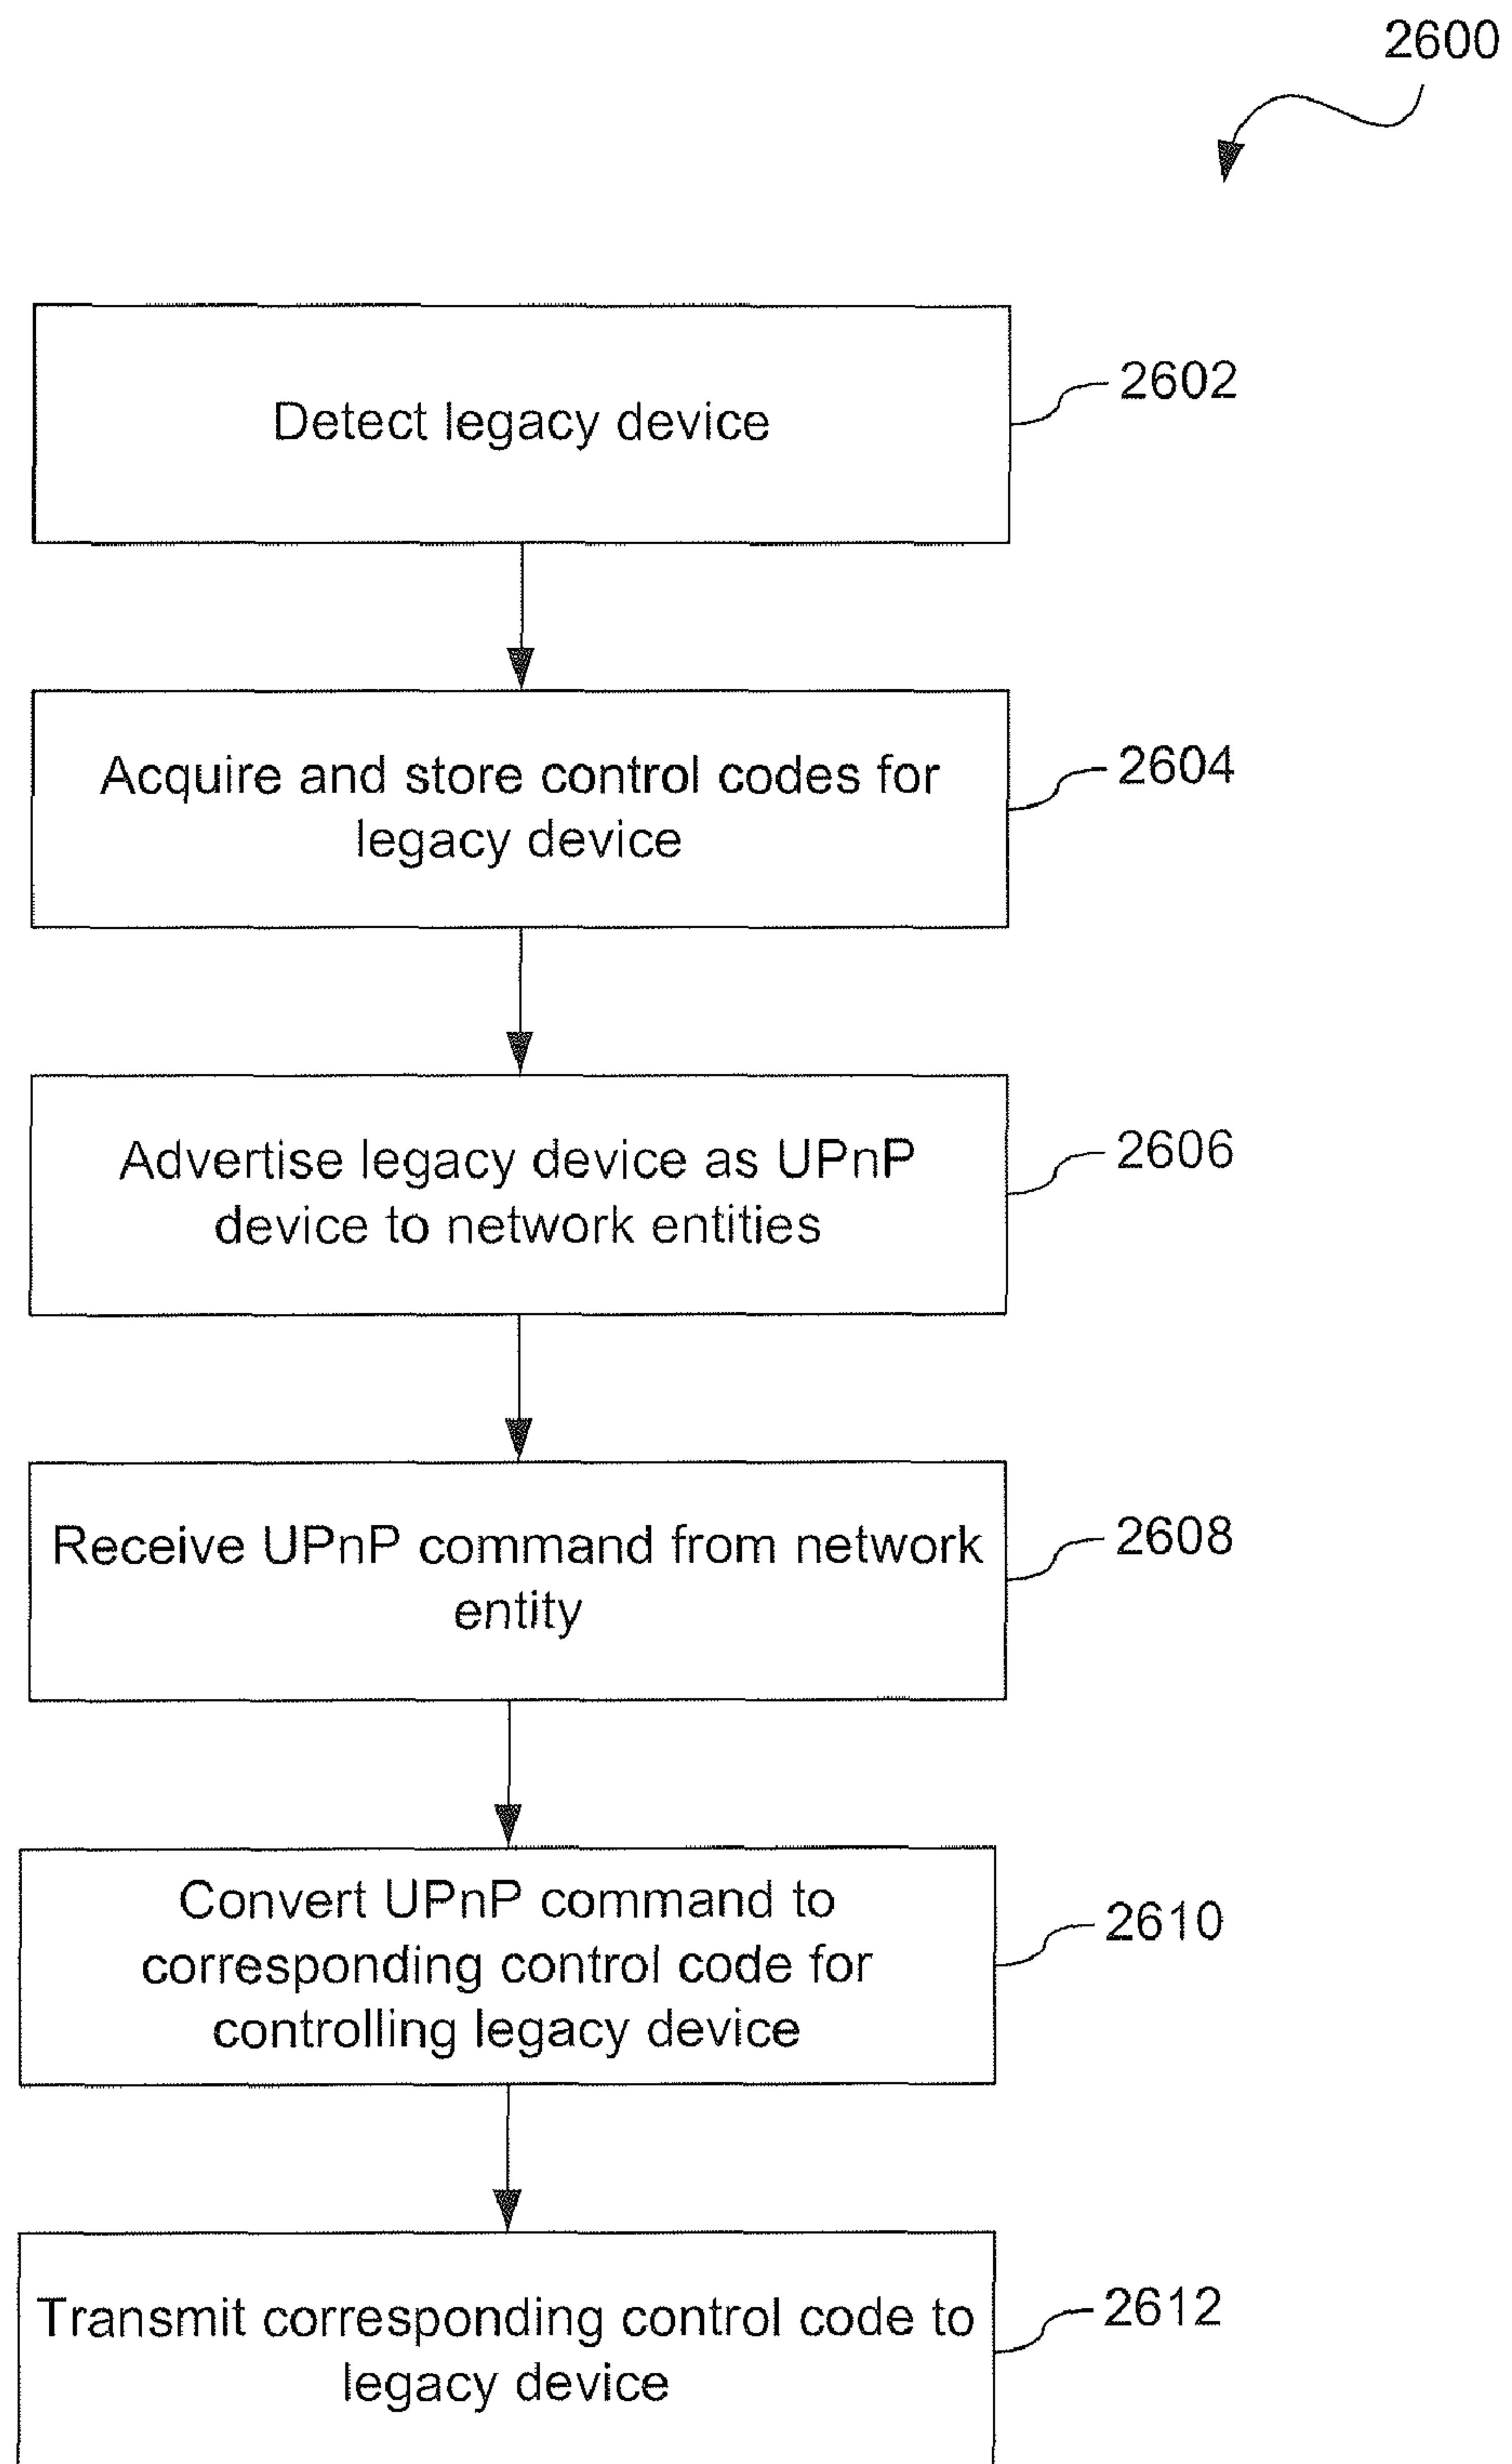 2600
Detect legacy device
2602
Acquire and store control codes for
legacy device
2604
Advertise legacy device as UPnP
device to network entities
2606
Receive UPnP command from network
entity
2608
Convert UPnP command to
corresponding control code for
controlling legacy device
2610
Transmit corresponding control code to
legacy device
2612